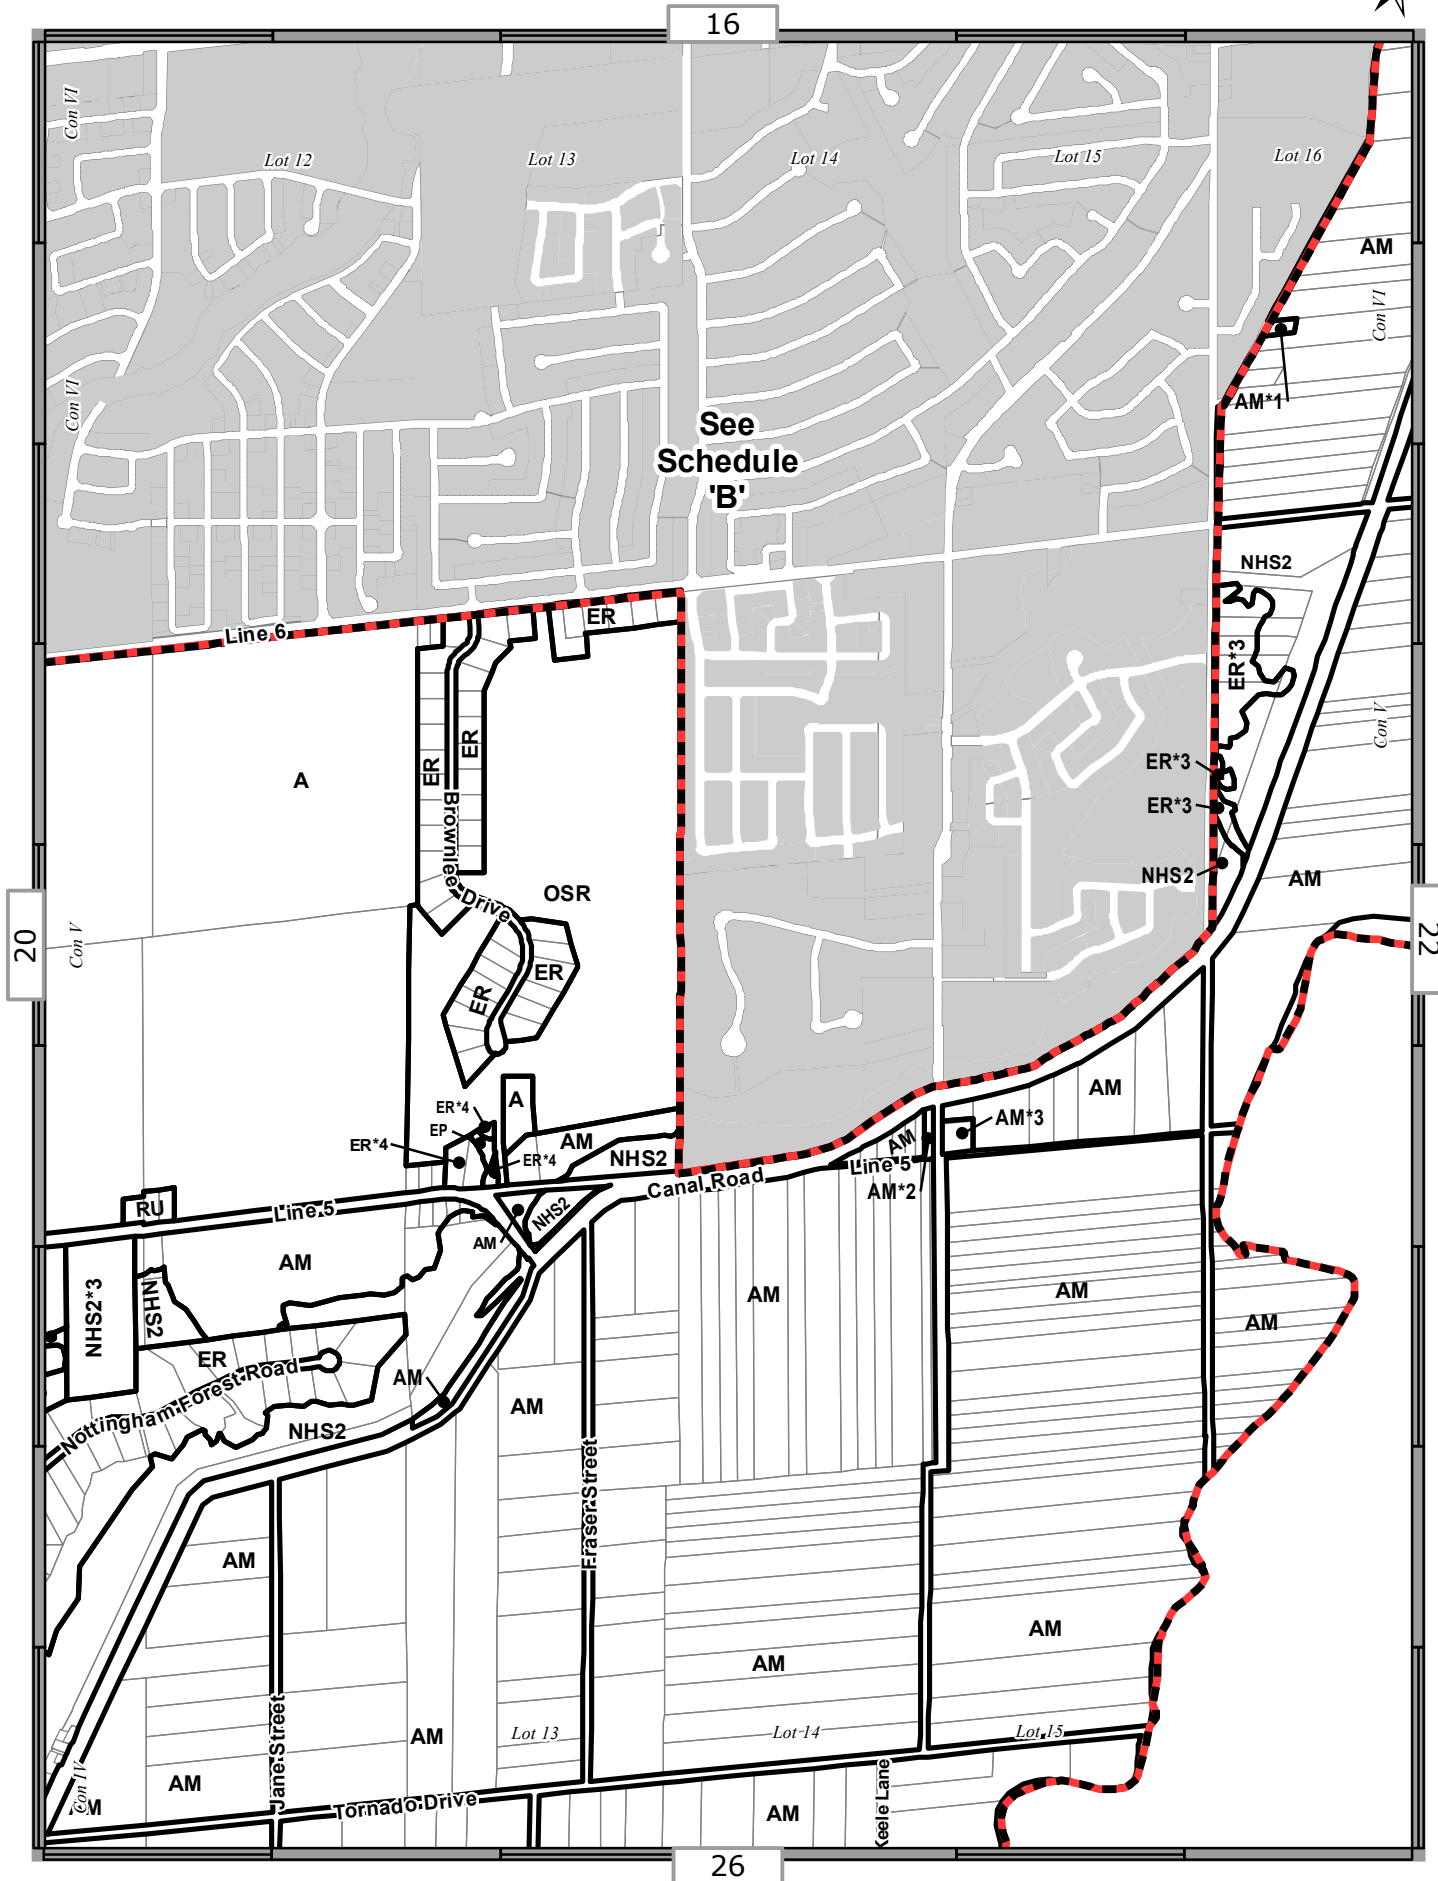 16
Con VI
Lot 12
Lot 13
Lot 14
Lot 15
Lot 16
AM
Con VI
AM*1
Con VI
See
Schedule
'B'
NHS2
Line 6
ER
ER*3
Con V
ER
ER
A
ER*3
ER*3
Brownlee Drive
NHS2
AM
OSR
20
Con V
22
ER
ER
AM
A
ER*4
EP
AM*3
ER*4
ER*4
AM
NHS2
AM
Line 5
Canal Road
AM*2
RU
Line 5
NHS2
AM
AM
AM
AM
NHS2*3
NHS2
AM
ER
Nottingham Forest Road
AM
AM
NHS2
Fraser Street
AM
AM
AM
Jane Street
AM
Lot 13
Lot 14
Lot 15
AM
Con IV
AM
Tornado Drive
Keele Lane
AM
26